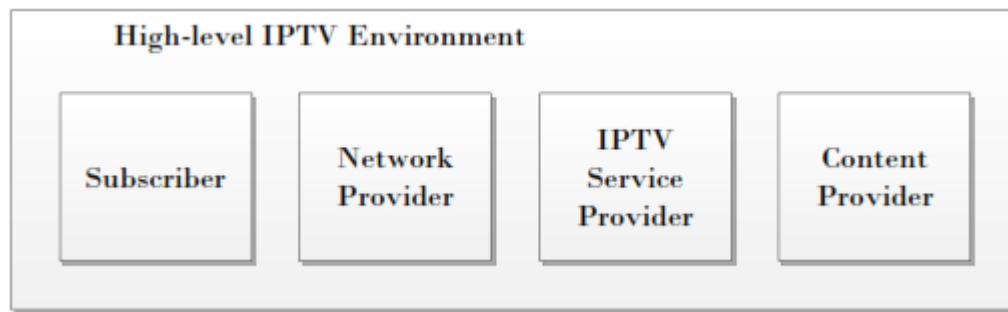 High-level IPTV Environment
Subscriber
Network
Provider
IPTV
Service
Provider
Content
Provider